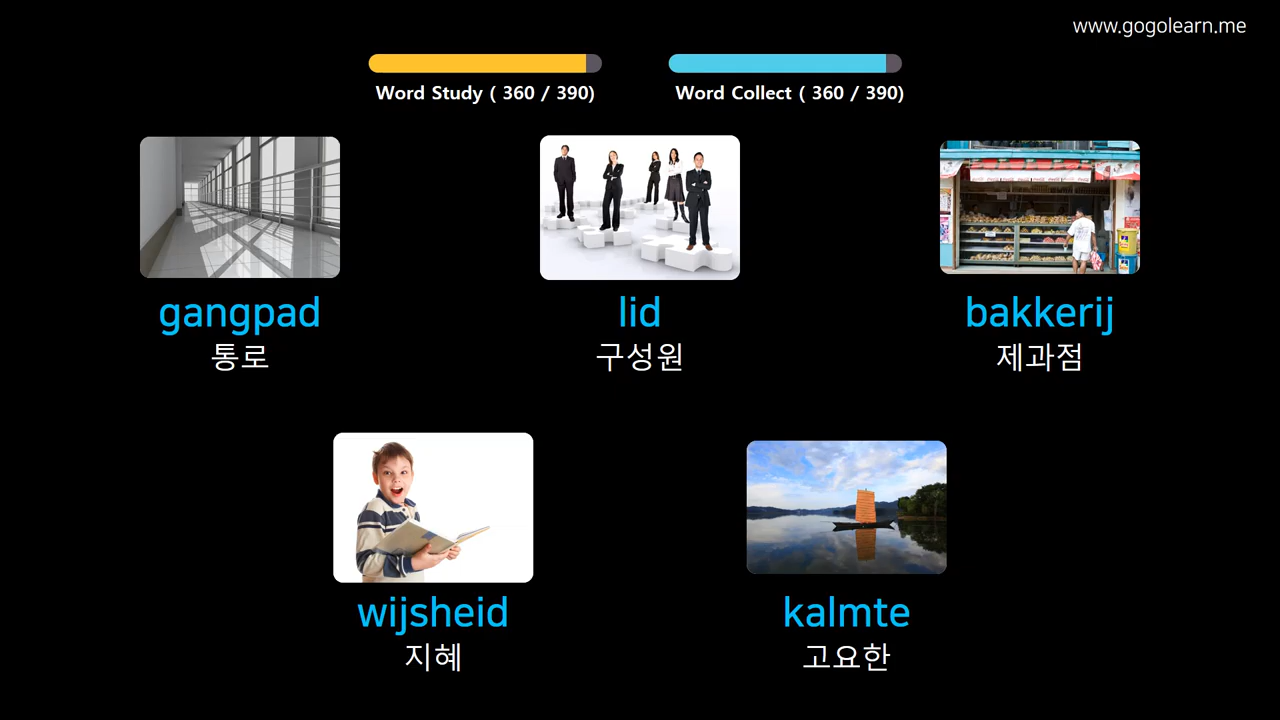 www.gogolearn.me
Word Study ( 360 / 390)
Word Collect ( 360 / 390)
gangpad
통로
lid
구성원
bakkerij
제과점
wijsheid
지혜
kalmte
고요한